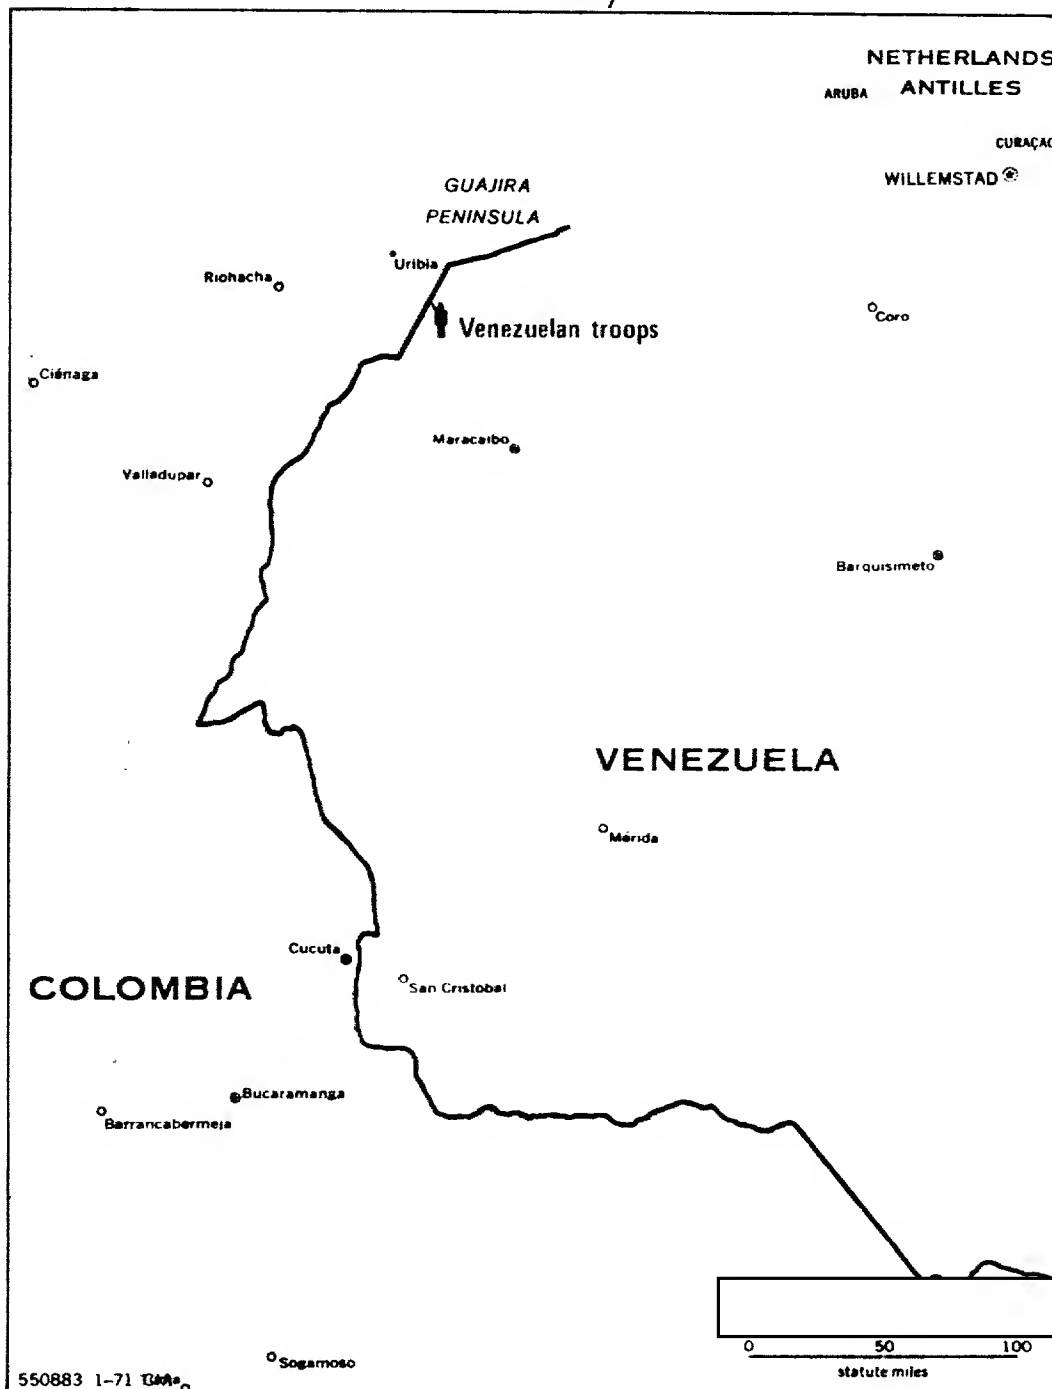 NETHERLANDS
ANTILLES
ARUBA
CURAÇAO
WILLEMSTAD
GUAJIRA
PENINSULA
Uribia
Riohacha
Venezuelan troops
Coro
Ciénaga
Maracaibo
Valladupar
Barquisimeto
VENEZUELA
Mérida
Cucuta
COLOMBIA
San Cristobal
Bucaramanga
Barrancabermeja
0 50 100
statute miles
Sogamoso
550883 1-71